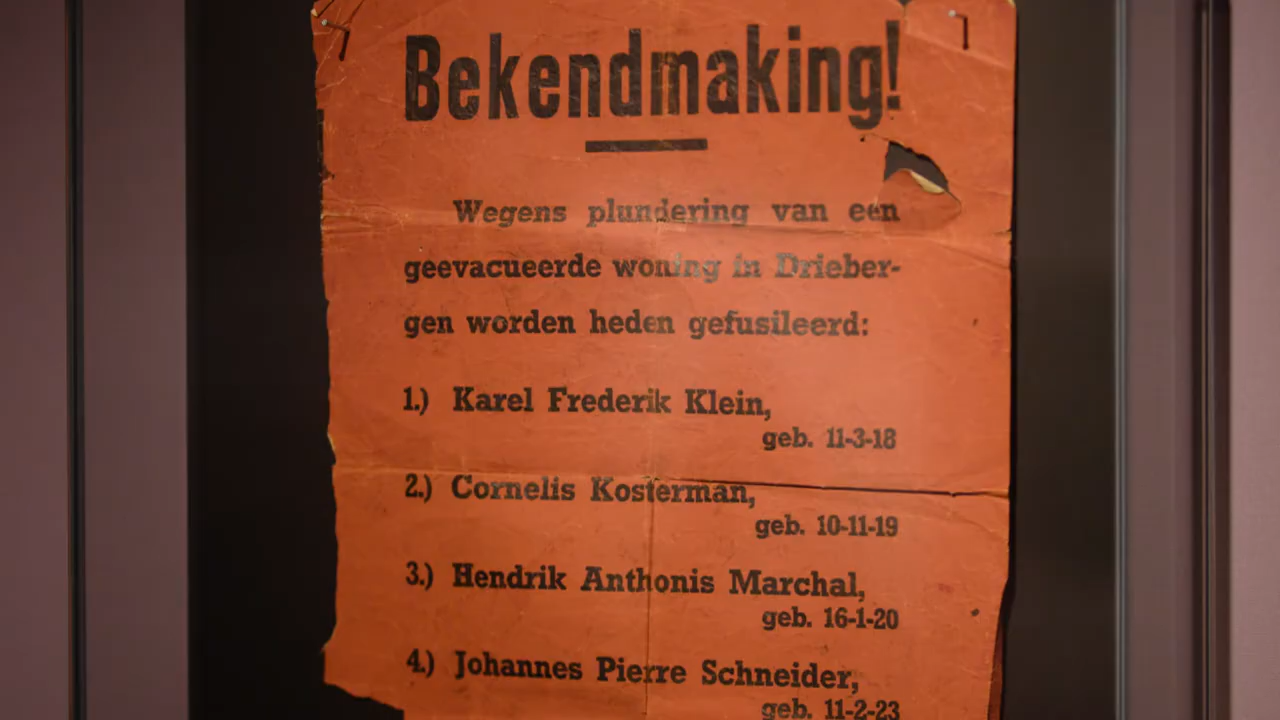 Bekendmaking!
Wegens plundering van een
geevacueerde woning in Drieber-
gen worden heden gefusileerd:
1.) Karel Frederik Klein,
geb. 11-3-18
2.) Cornelis Kosterman,
geb. 10-11-19
3.) Hendrik Anthonis Marchal,
geb. 16-1-20
4.) Johannes Pierre Schneider,
geb. 11-2-23